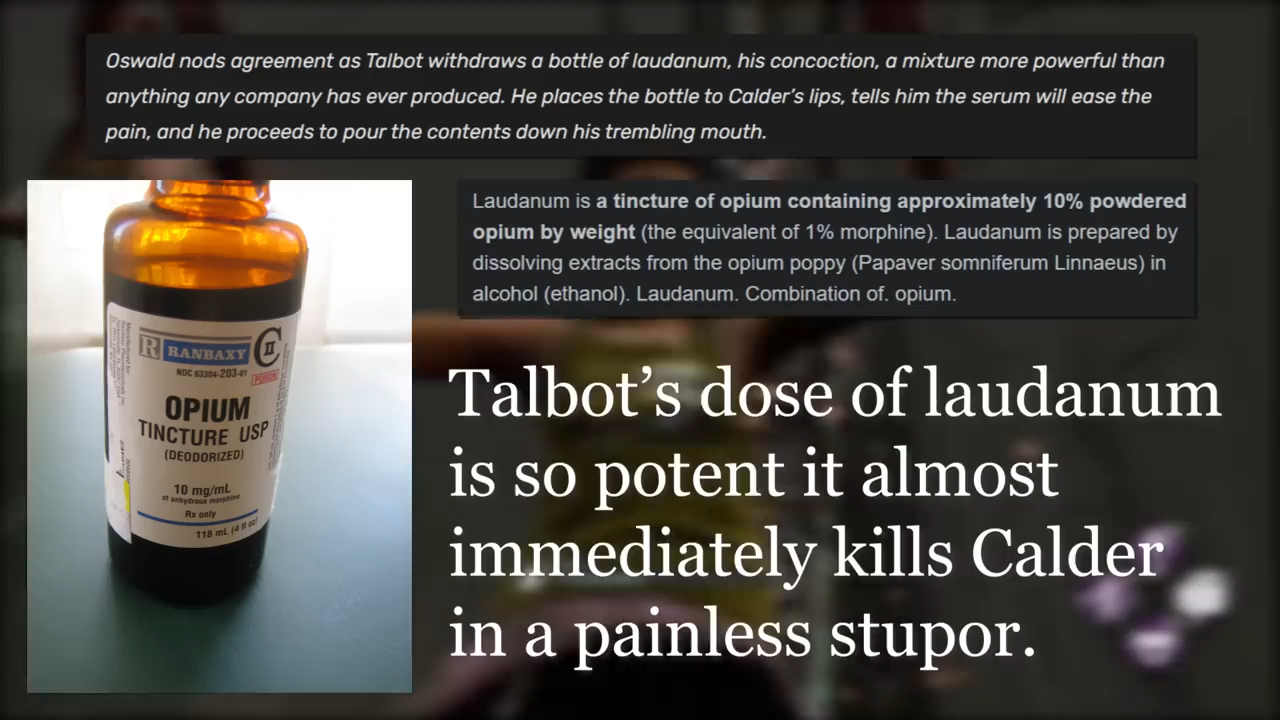 Oswald nods agreement as Talbot withdraws a bottle of laudanum, his concoction, a mixture more powerful than
anything any company has ever produced. He places the bottle to Calder's lips, tells him the serum will ease the
pain, and he proceeds to pour the contents down his trembling mouth.
Laudanum is a tincture of opium containing approximately 10% powdered
opium by weight (the equivalent of 1% morphine). Laudanum is prepared by
dissolving extracts from the opium poppy (Papaver somniferum Linnaeus) in
alcohol (ethanol). Laudanum. Combination of. opium.
R RANBAXY CII
NDC 63304-203-01
POISON
OPIUM
TINCTURE USP
(DEODORIZED)
10 mg/mL
of anhydrous morphine
Rx only
118 mL (4 fl oz)
Talbot’s dose of laudanum
is so potent it almost
immediately kills Calder
in a painless stupor.